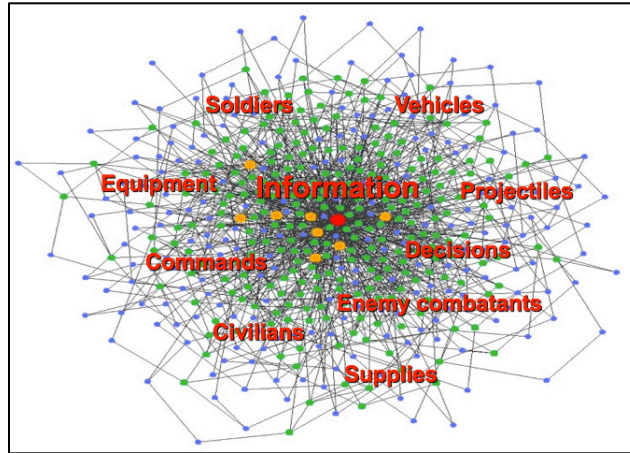 Soldiers
Vehicles
Equipment
Information
Projectiles
Commands
Decisions
Enemy combatants
Civilians
Supplies